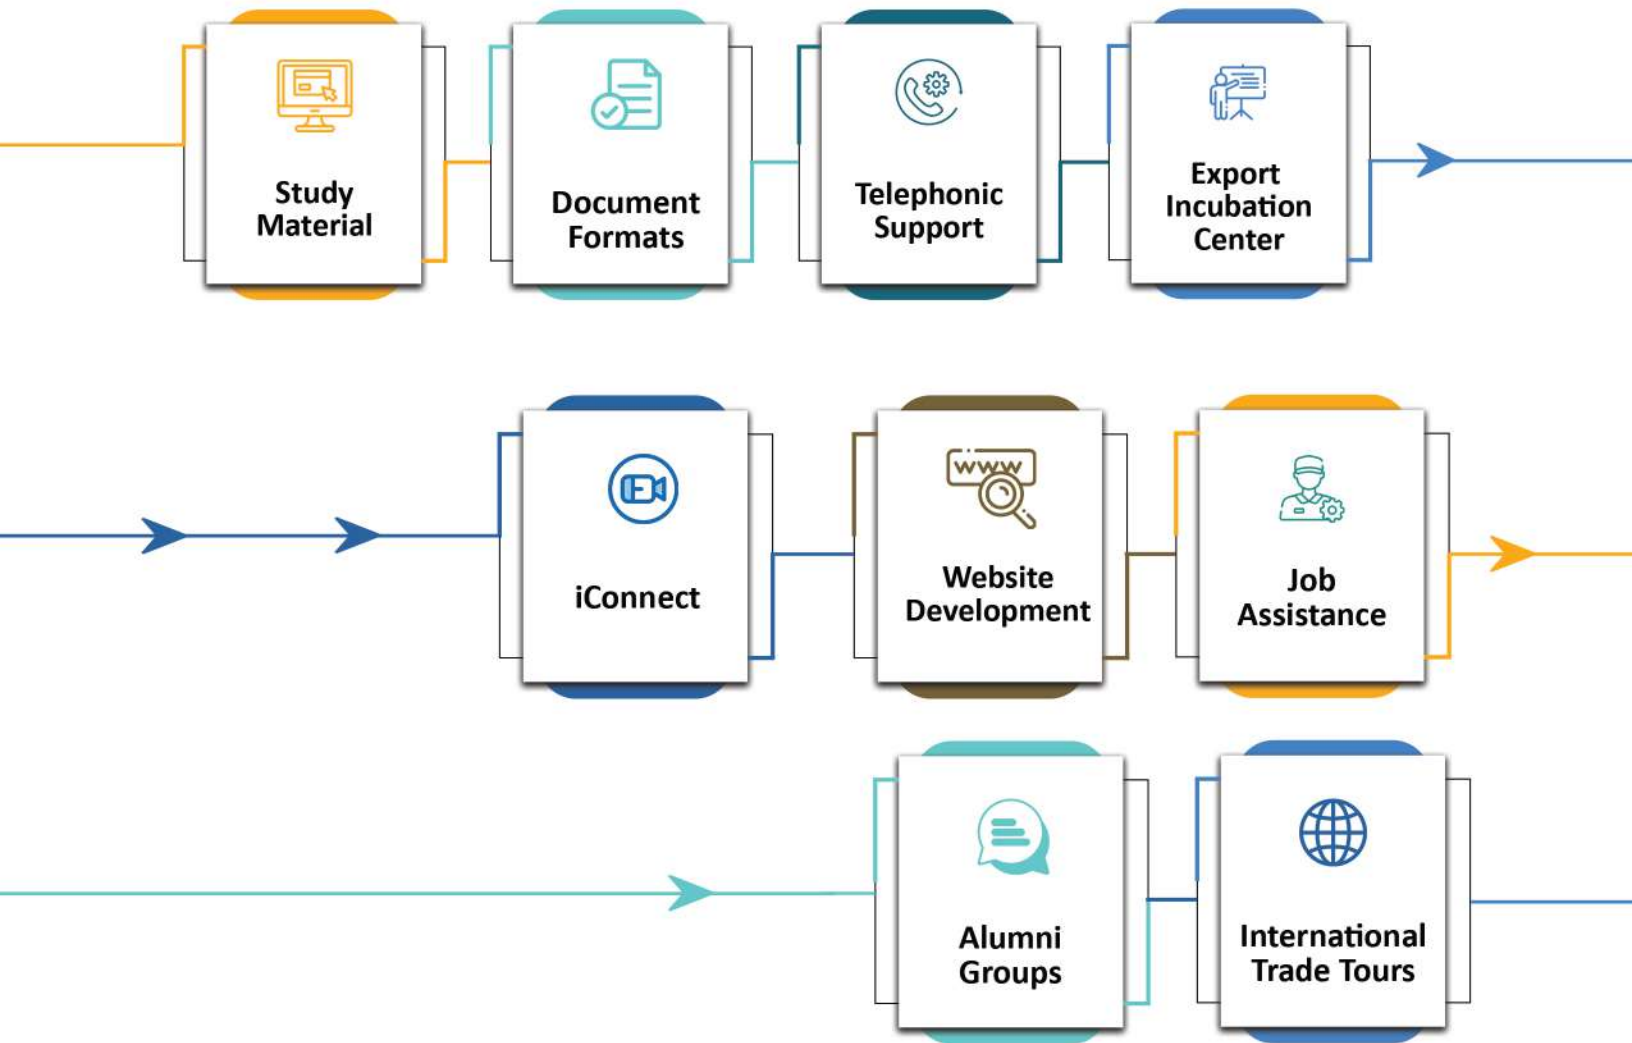 Study
Material
Document
Formats
Telephonic
Support
Export
Incubation
Center
iConnect
www
Website
Development
Job
Assistance
Alumni
Groups
International
Trade Tours